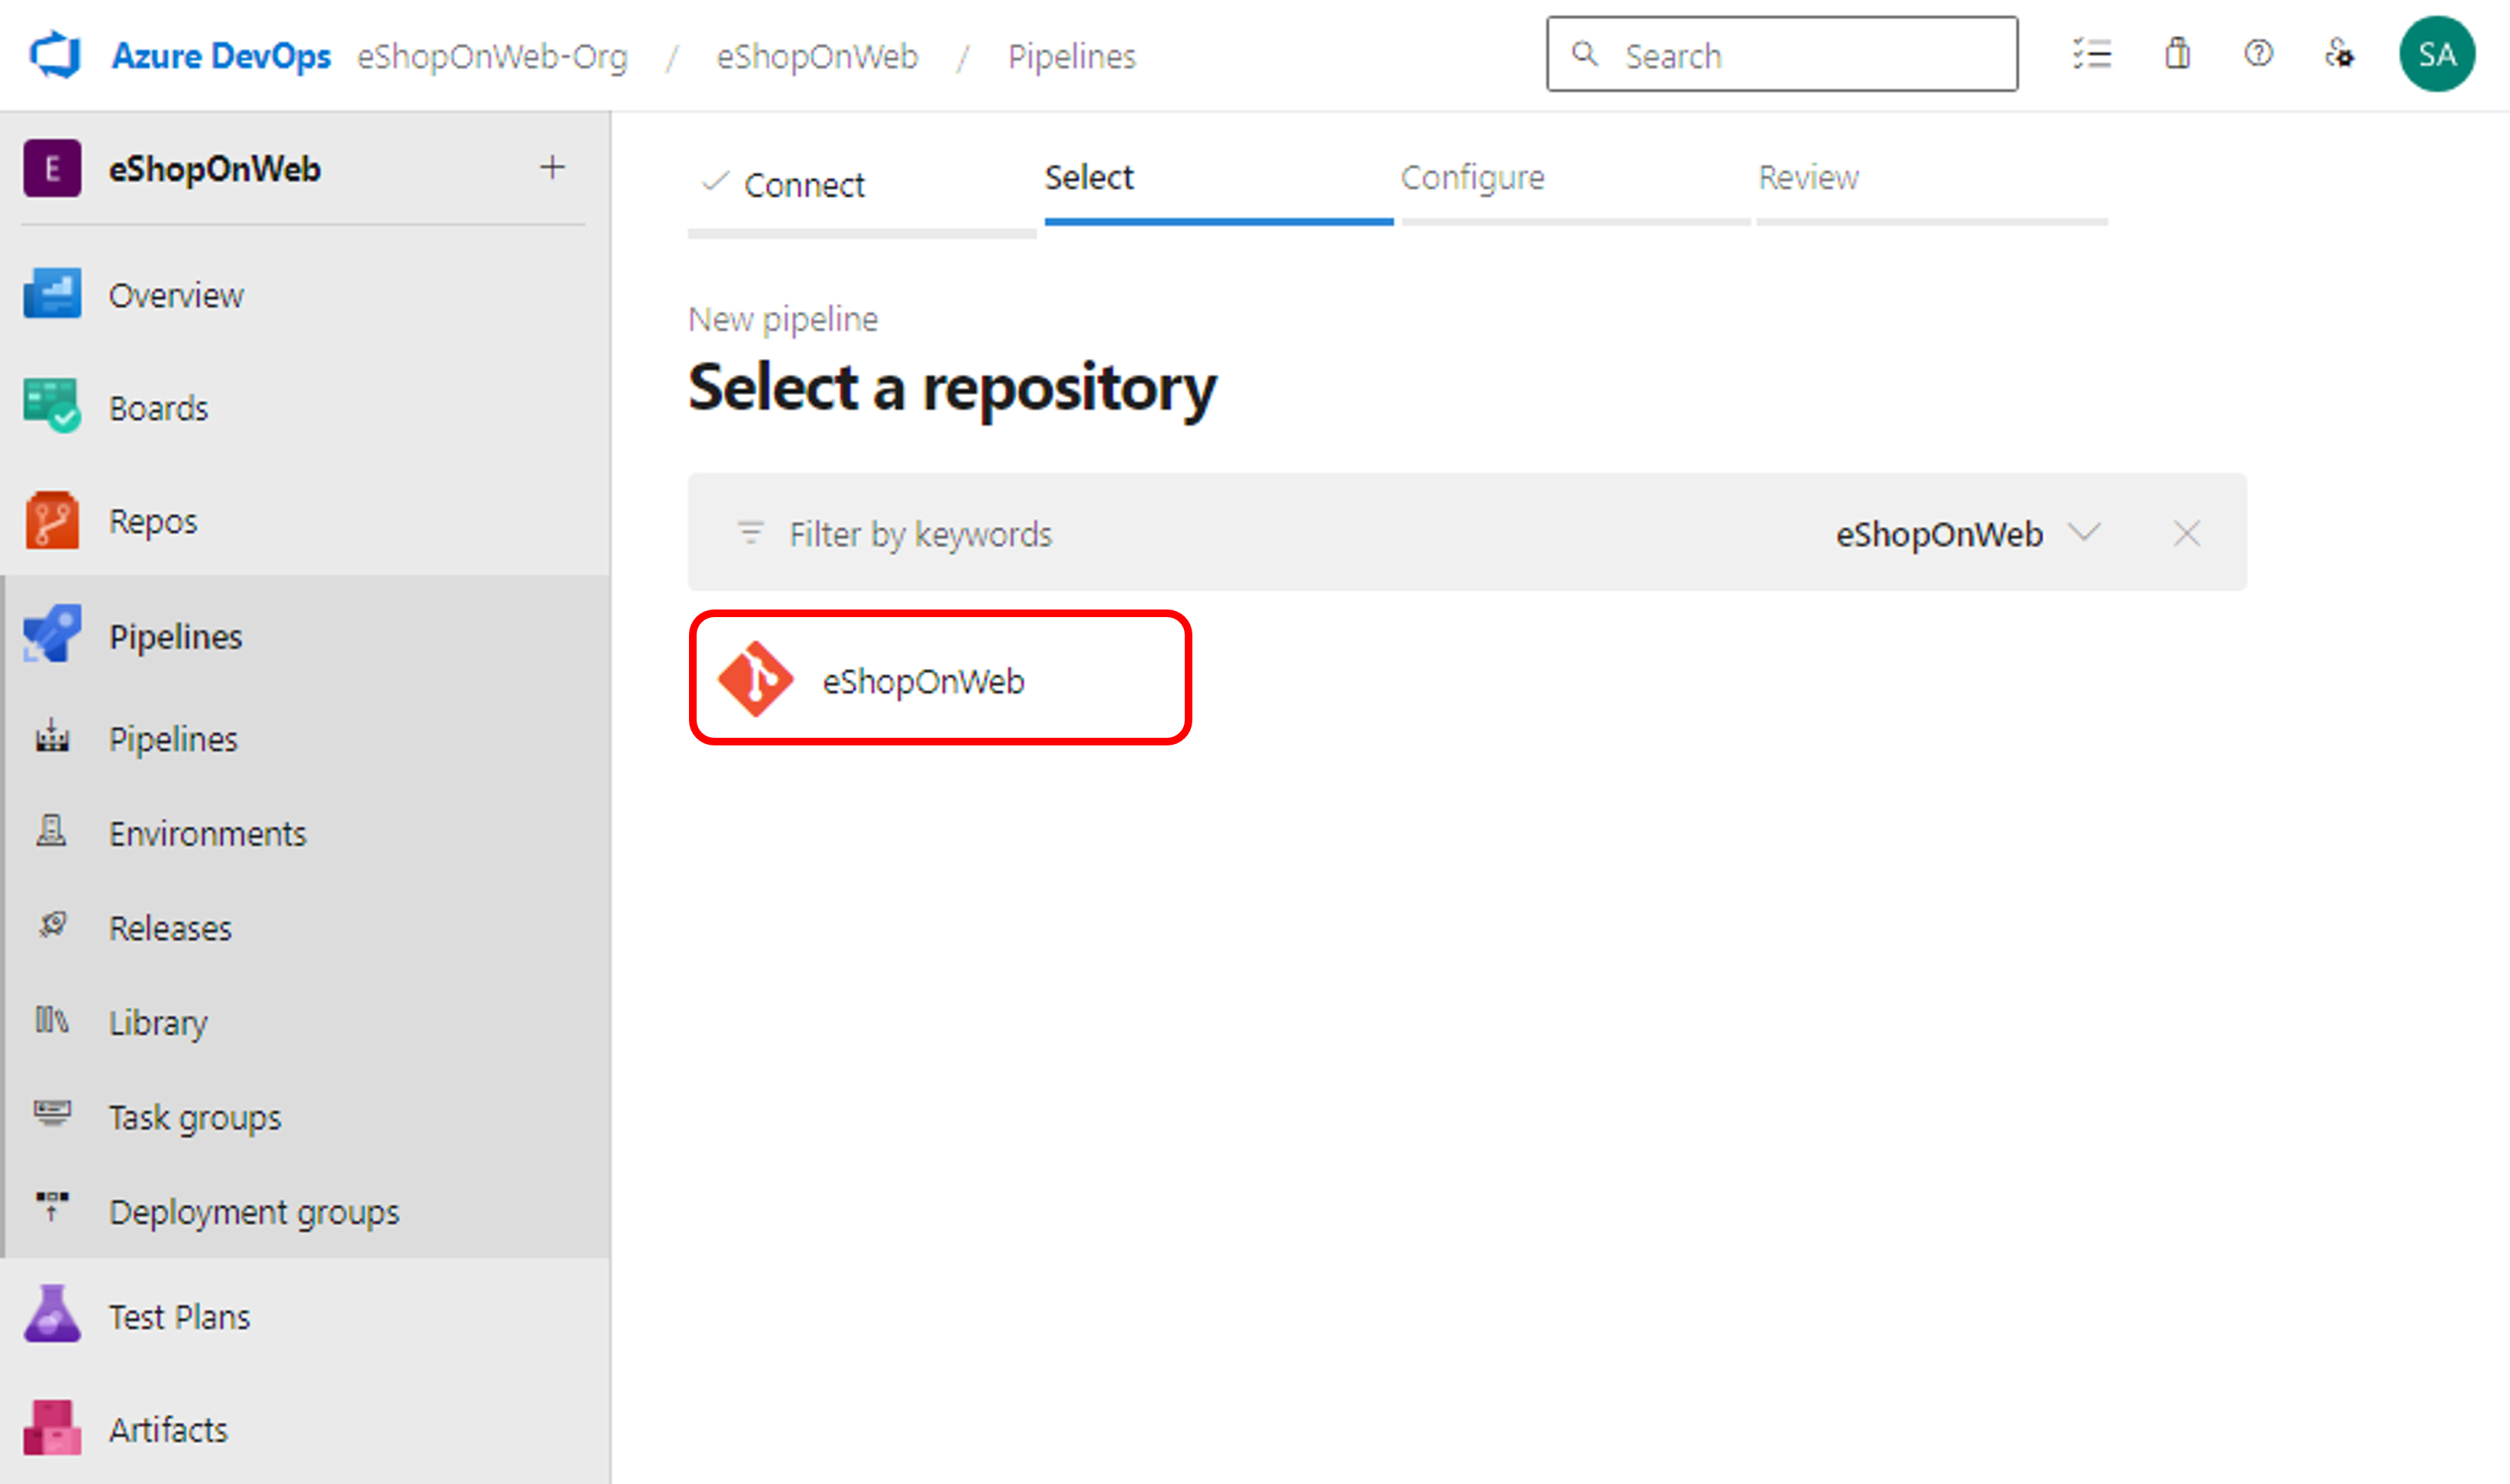 Azure DevOps eShopOnWeb-Org / eShopOnWeb / Pipelines
Search
SA
E
eShopOnWeb
Overview
Boards
Repos
Pipelines
Pipelines
Environments
Releases
Library
Task groups
Deployment groups
Test Plans
Artifacts
Connect
Select
Configure
Review
New pipeline
Select a repository
Filter by keywords
eShopOnWeb
eShopOnWeb